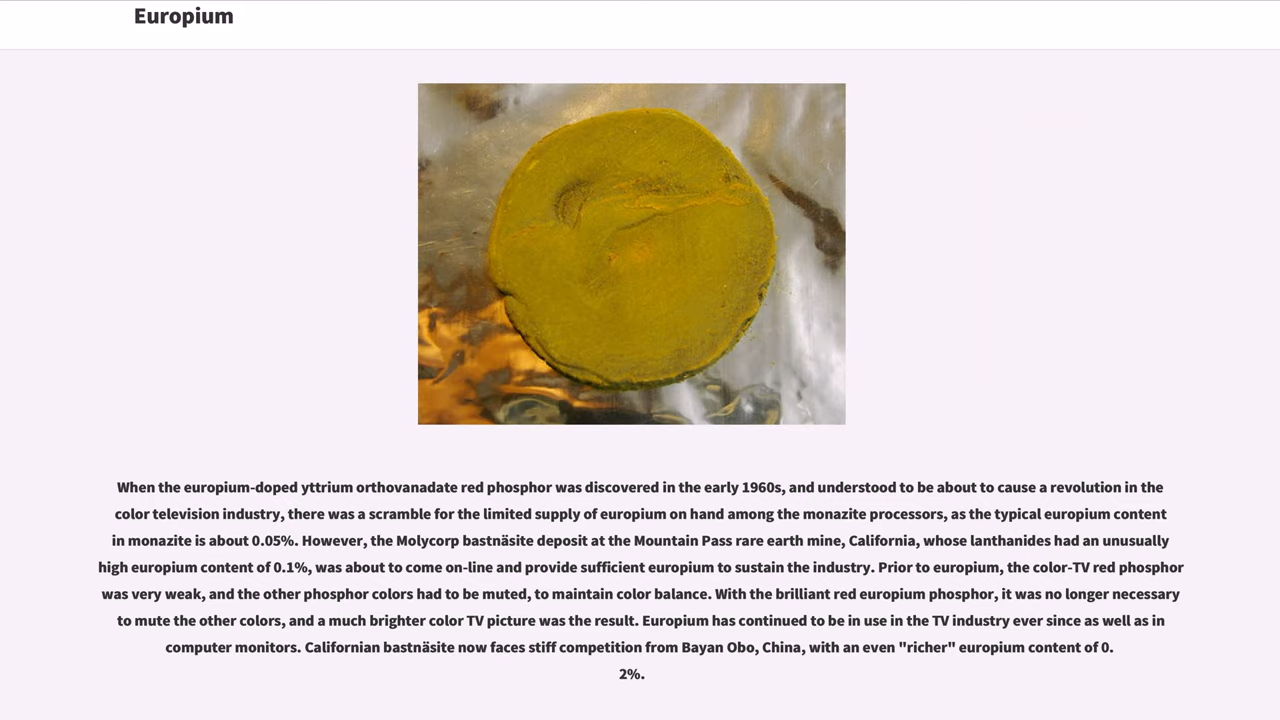 Europium
When the europium-doped yttrium orthovanadate red phosphor was discovered in the early 1960s, and understood to be about to cause a revolution in the
color television industry, there was a scramble for the limited supply of europium on hand among the monazite processors, as the typical europium content
in monazite is about 0.05%. However, the Molycorp bastnäsite deposit at the Mountain Pass rare earth mine, California, whose lanthanides had an unusually
high europium content of 0.1%, was about to come on-line and provide sufficient europium to sustain the industry. Prior to europium, the color-TV red phosphor
was very weak, and the other phosphor colors had to be muted, to maintain color balance. With the brilliant red europium phosphor, it was no longer necessary
to mute the other colors, and a much brighter color TV picture was the result. Europium has continued to be in use in the TV industry ever since as well as in
computer monitors. Californian bastnäsite now faces stiff competition from Bayan Obo, China, with an even "richer" europium content of 0.
2%.